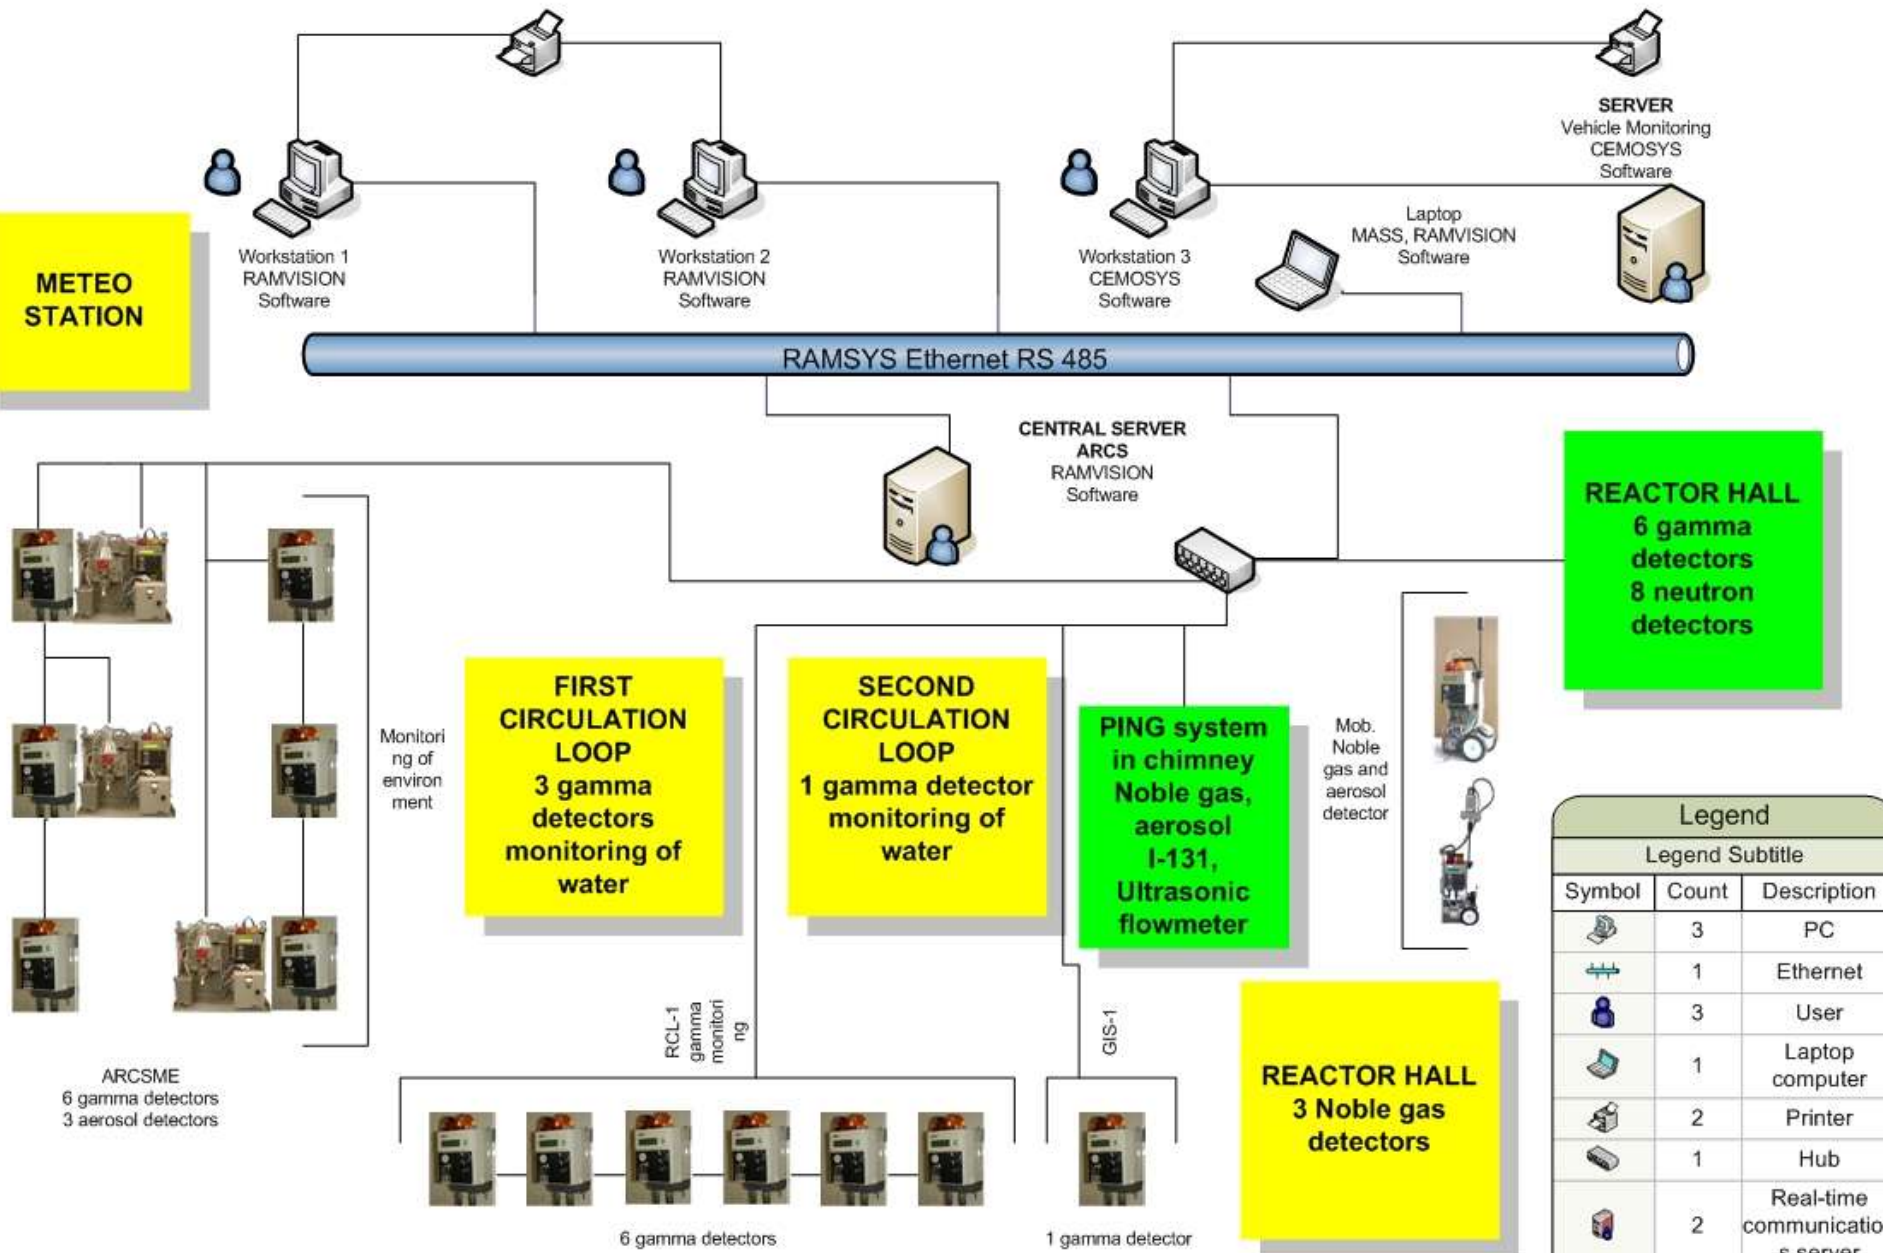 SERVER
Vehicle Monitoring
CEMOSYS
Software
Workstation 1
RAMVISION
Software
Workstation 2
RAMVISION
Software
Workstation 3
CEMOSYS
Software
Laptop
MASS, RAMVISION
Software
METEO
STATION
RAMSYS Ethernet RS 485
CENTRAL SERVER
ARCS
RAMVISION
Software
REACTOR HALL
6 gamma
detectors
8 neutron
detectors
Monitori
ng of
environ
ment
FIRST
CIRCULATION
LOOP
3 gamma
detectors
monitoring of
water
SECOND
CIRCULATION
LOOP
1 gamma detector
monitoring of
water
PING system
in chimney
Noble gas,
aerosol
I-131,
Ultrasonic
flowmeter
Mob.
Noble
gas and
aerosol
detector
ARCSME
6 gamma detectors
3 aerosol detectors
RCL-1
gamma
monitori
ng
GIS-1
REACTOR HALL
3 Noble gas
detectors
6 gamma detectors
1 gamma detector
Legend
Legend Subtitle
Symbol Count Description
3 PC
1 Ethernet
3 User
1 Laptop
computer
2 Printer
1 Hub
2 Real-time
communicatio
s server